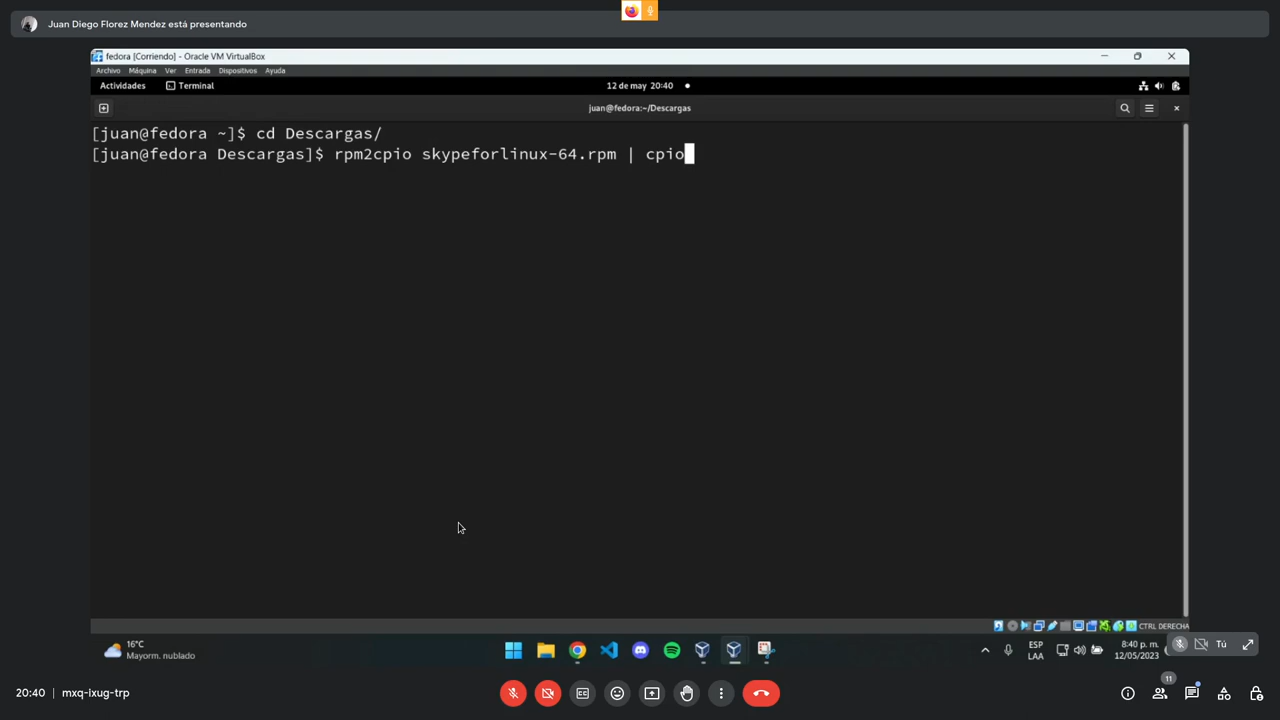 Juan Diego Florez Mendez está presentando
fedora [Corriendo] - Oracle VM VirtualBox
Archivo Máquina Ver Entrada Dispositivos Ayuda
Actividades Terminal 12 de may 20:40
juan@fedora:~/Descargas
[juan@fedora ~]$ cd Descargas/
[juan@fedora Descargas]$ rpm2cpio skypeforlinux-64.rpm | cpio
CTRL DERECHA
16°C
Mayorm. nublado
ESP
LAA
8:40 p. m.
12/05/2023
Tú
20:40 | mxq-ixug-trp
11